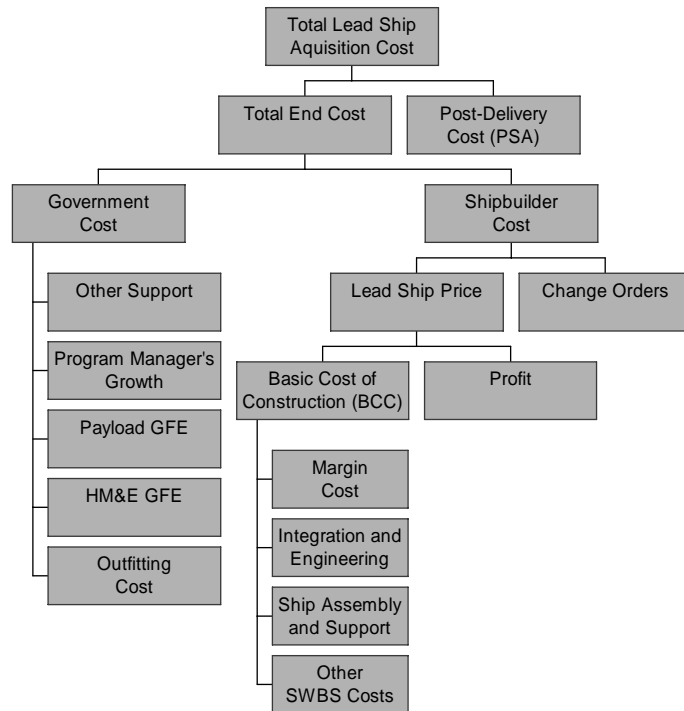 Total Lead Ship
Aquisition Cost
Total End Cost
Post-Delivery
Cost (PSA)
Government
Cost
Shipbuilder
Cost
Other Support
Program Manager's
Growth
Payload GFE
HM&E GFE
Outfitting
Cost
Lead Ship Price
Change Orders
Basic Cost of
Construction (BCC)
Profit
Margin
Cost
Integration and
Engineering
Ship Assembly
and Support
Other
SWBS Costs